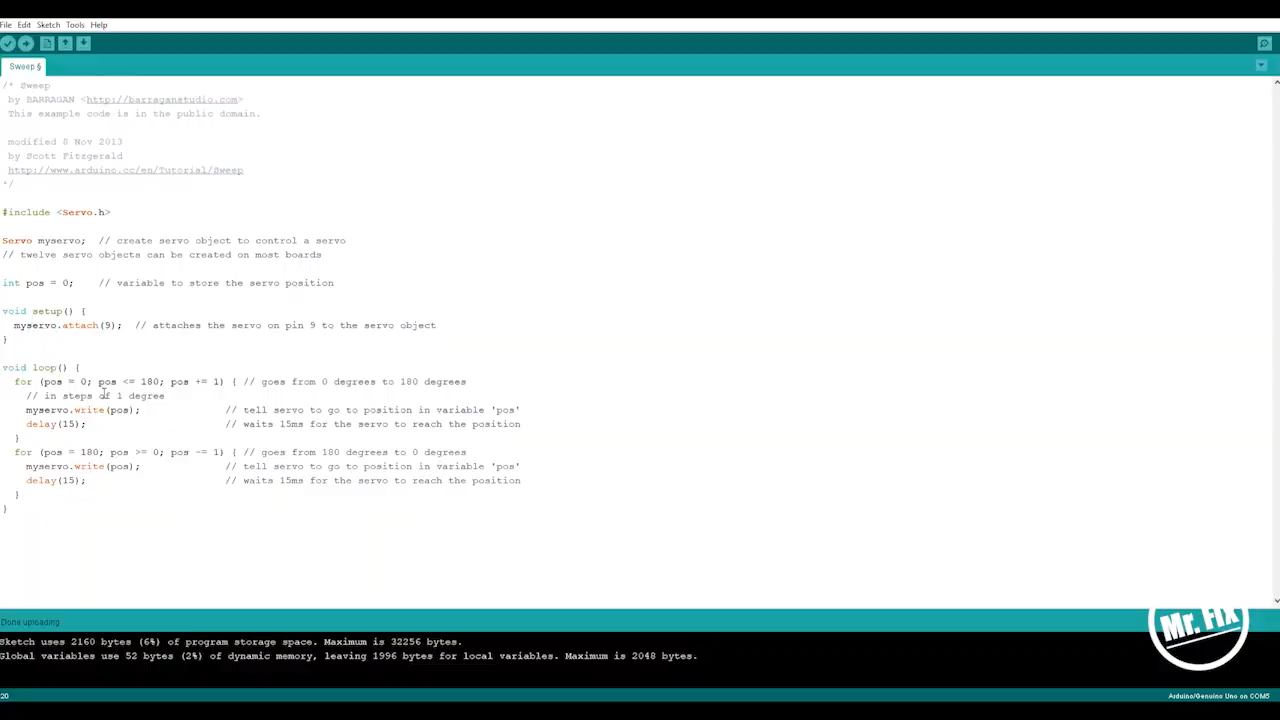 File Edit Sketch Tools Help
Sweep §
/* Sweep
by BARRAGAN <http://barraganstudio.com>
This example code is in the public domain.
modified 8 Nov 2013
by Scott Fitzgerald
http://www.arduino.cc/en/Tutorial/Sweep
*/
#include <Servo.h>
Servo myservo;  // create servo object to control a servo
// twelve servo objects can be created on most boards
int pos = 0;    // variable to store the servo position
void setup() {
myservo.attach(9);  // attaches the servo on pin 9 to the servo object
}
void loop() {
for (pos = 0; pos <= 180; pos += 1) { // goes from 0 degrees to 180 degrees
// in steps of 1 degree
myservo.write(pos);              // tell servo to go to position in variable 'pos'
delay(15);                       // waits 15ms for the servo to reach the position
}
for (pos = 180; pos >= 0; pos -= 1) { // goes from 180 degrees to 0 degrees
myservo.write(pos);              // tell servo to go to position in variable 'pos'
delay(15);                       // waits 15ms for the servo to reach the position
}
}
Done uploading
Mr. FIX
Sketch uses 2160 bytes (6%) of program storage space. Maximum is 32256 bytes.
Global variables use 52 bytes (2%) of dynamic memory, leaving 1996 bytes for local variables. Maximum is 2048 bytes.
20 Arduino/Genuino Uno on COM5